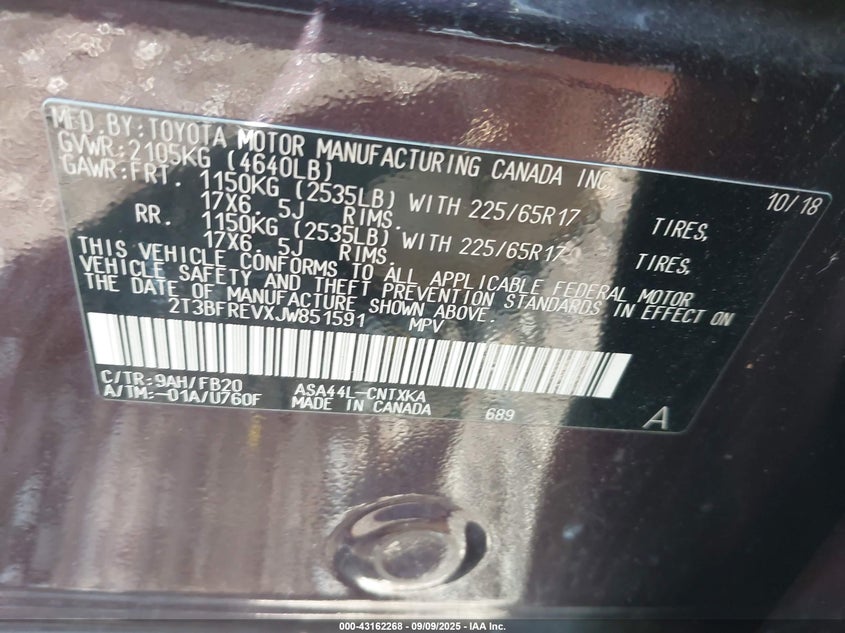 MFD. BY: TOYOTA MOTOR MANUFACTURING CANADA INC.
10/18
GVWR: 2105KG (4640LB)
GAWR: FRT. 1150KG (2535LB) WITH 225/65R17 TIRES,
17X6. 5J RIMS.
RR. 1150KG (2535LB) WITH 225/65R17 TIRES,
17X6. 5J RIMS.
THIS VEHICLE CONFORMS TO ALL APPLICABLE FEDERAL MOTOR
VEHICLE SAFETY AND THEFT PREVENTION STANDARDS IN EFFECT ON
THE DATE OF MANUFACTURE SHOWN ABOVE.
2T3BFREVXJW851591 MPV
C/TR: 9AH/FB20 ASA44L-CNTXKA
A/TM: -01A/U760F MADE IN CANADA 689 A
000-43162268 - 09/09/2025 - IAA Inc.